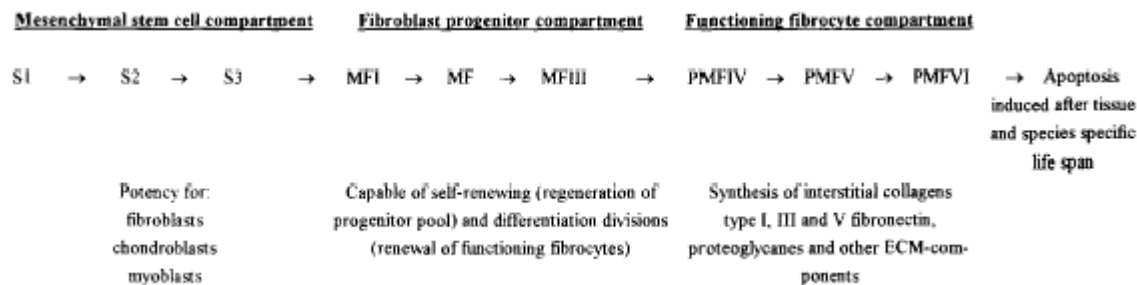 Mesenchymal stem cell compartment Fibroblast progenitor compartment Functioning fibrocyte compartment
S1 → S2 → S3 → MFI → MF → MFIII → PMFIV → PMFV → PMFVI → Apoptosis
induced after tissue
and species specific
life span
Potency for:
fibroblasts
chondroblasts
myoblasts
Capable of self-renewing (regeneration of
progenitor pool) and differentiation divisions
(renewal of functioning fibrocytes)
Synthesis of interstitial collagens
type I, III and V fibronectin,
proteoglycanes and other ECM-com-
ponents